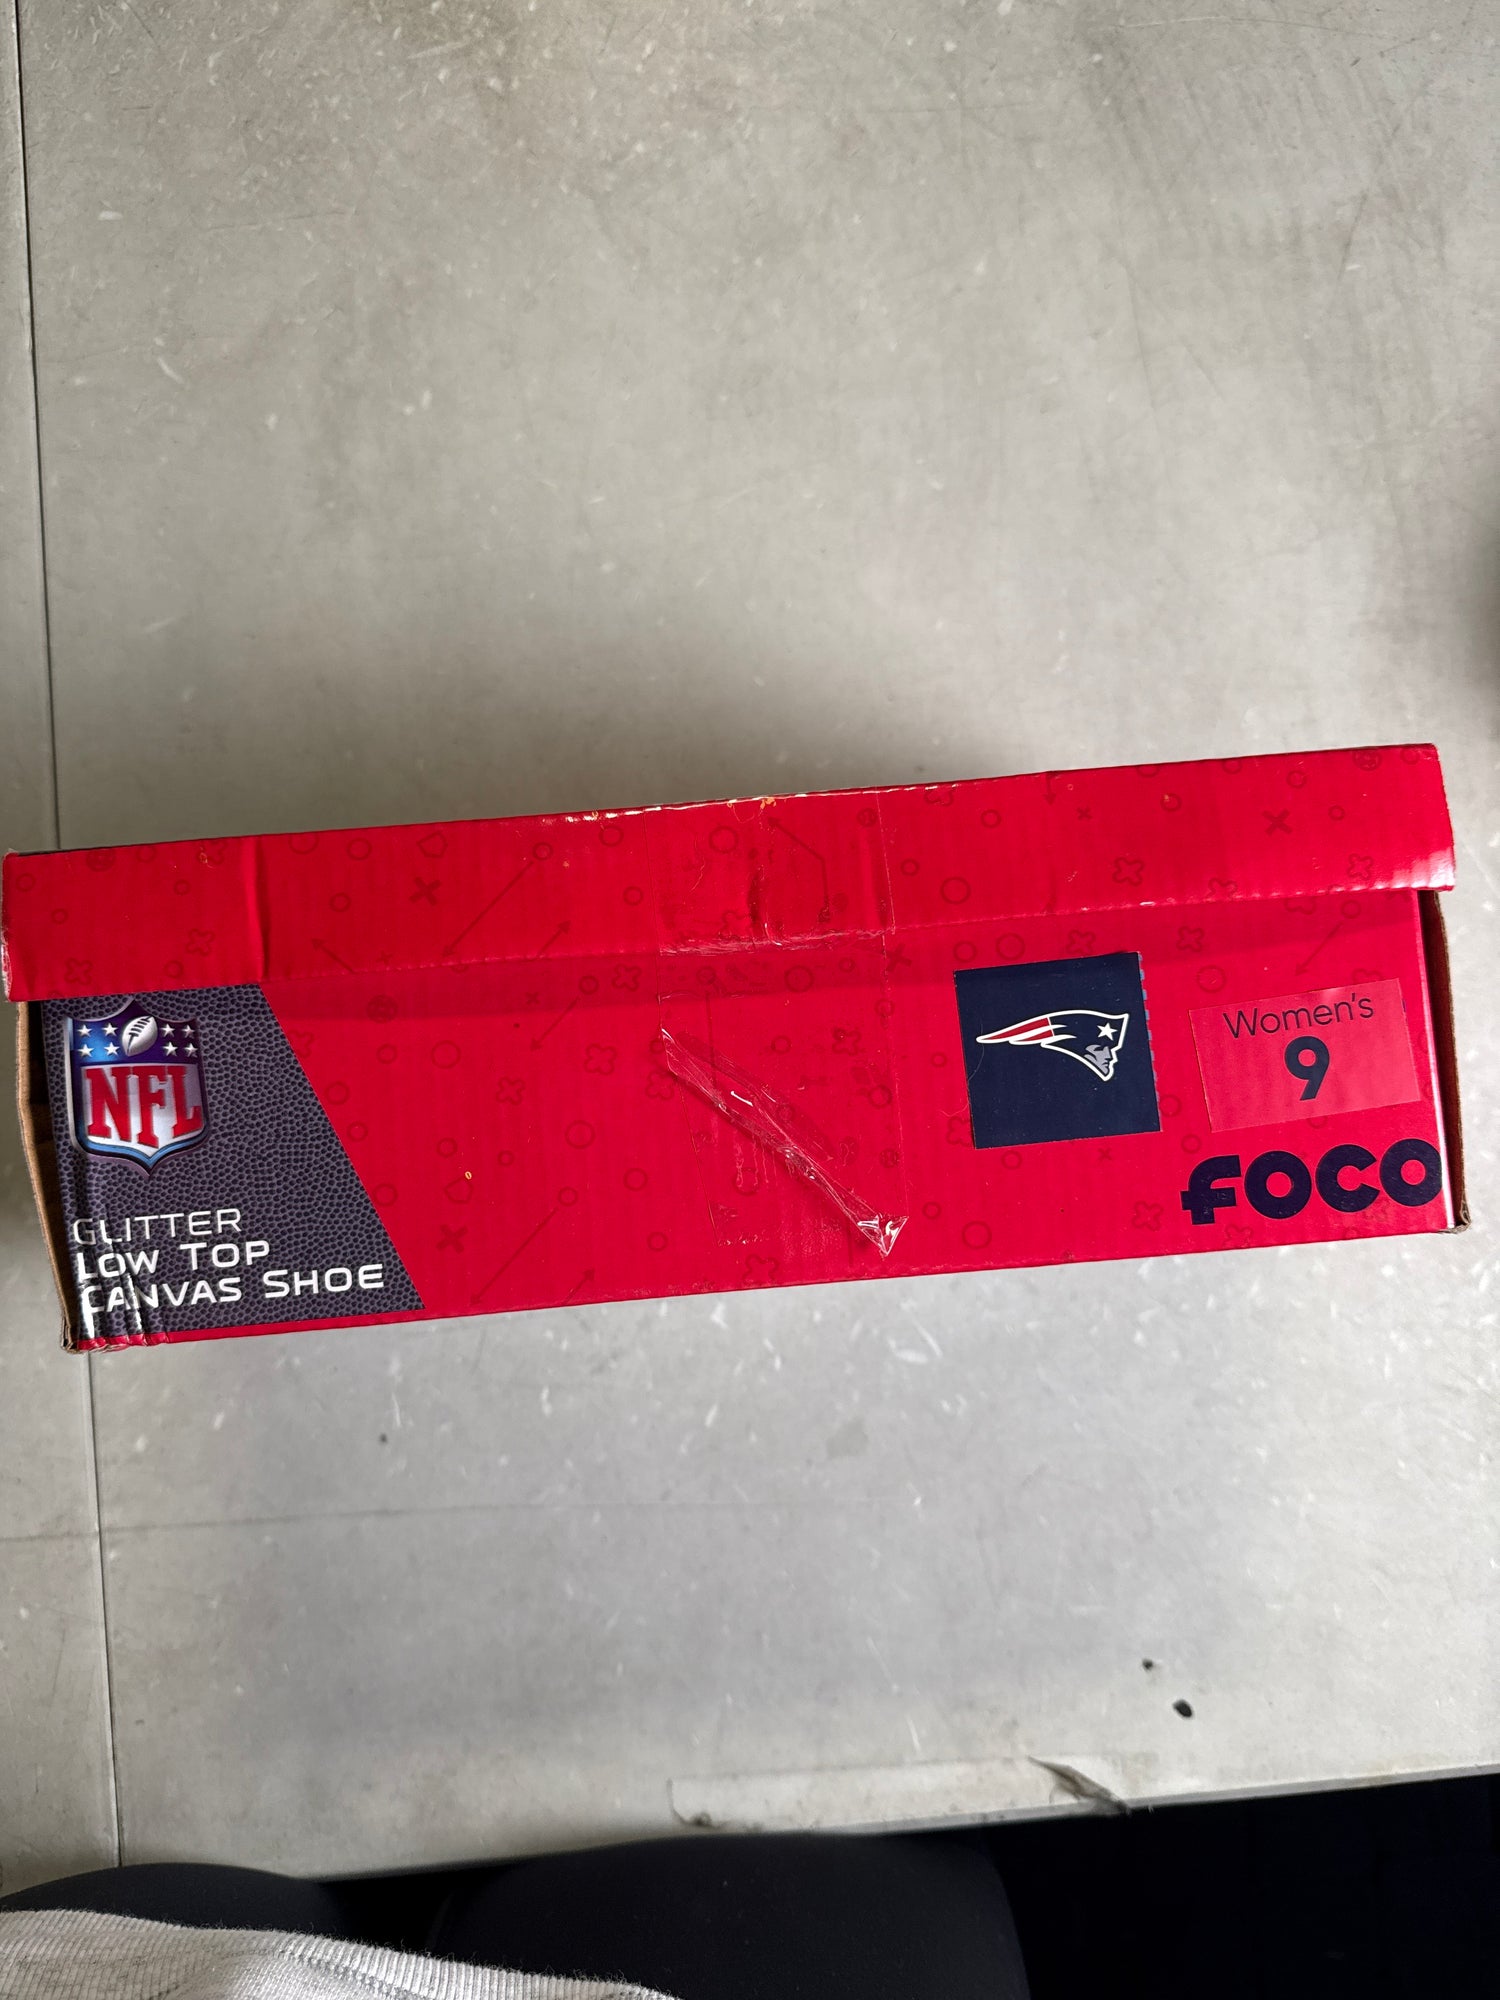 NFL
GLITTER
LOW TOP
CANVAS SHOE
Women's
9
FOCO